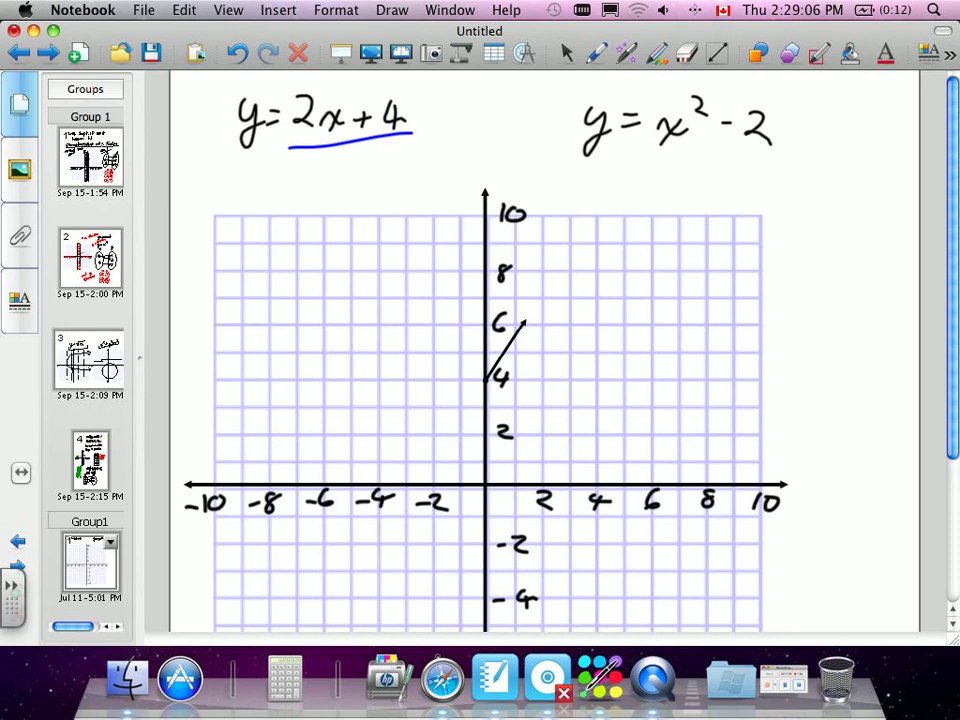 Notebook File Edit View Insert Format Draw Window Help Thu 2:29:06 PM (0:12)
Untitled
Groups
Group 1
Sep 15-1:54 PM
2
Sep 15-2:00 PM
3
Sep 15-2:09 PM
4
Sep 15-2:15 PM
Group1
Jul 11-5:01 PM
y = 2x + 4
y = x² - 2
10
8
6
4
2
-10 -8 -6 -4 -2 2 4 6 8 10
-2
-4
hp